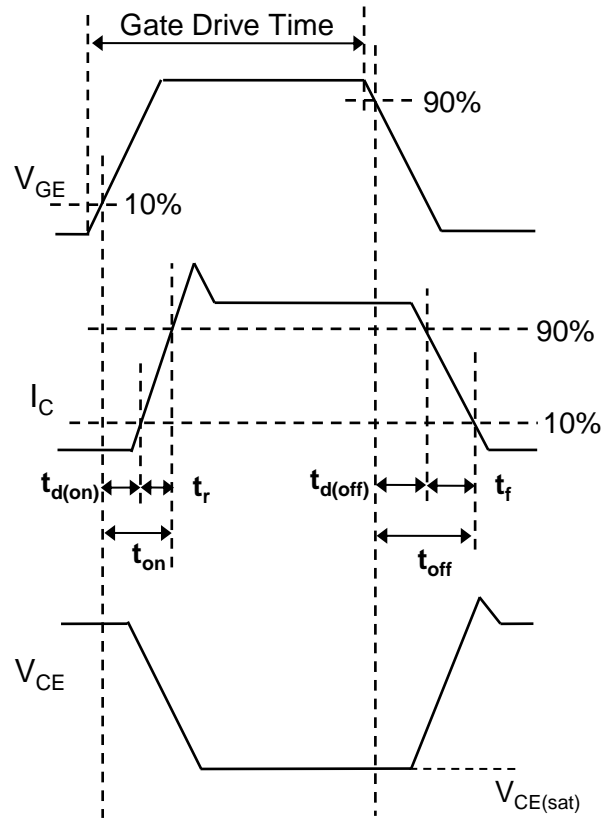 Gate Drive Time
90%
V_GE
10%
90%
I_C
10%
t_d(on)
t_r
t_d(off)
t_f
t_on
t_off
V_CE
V_CE(sat)